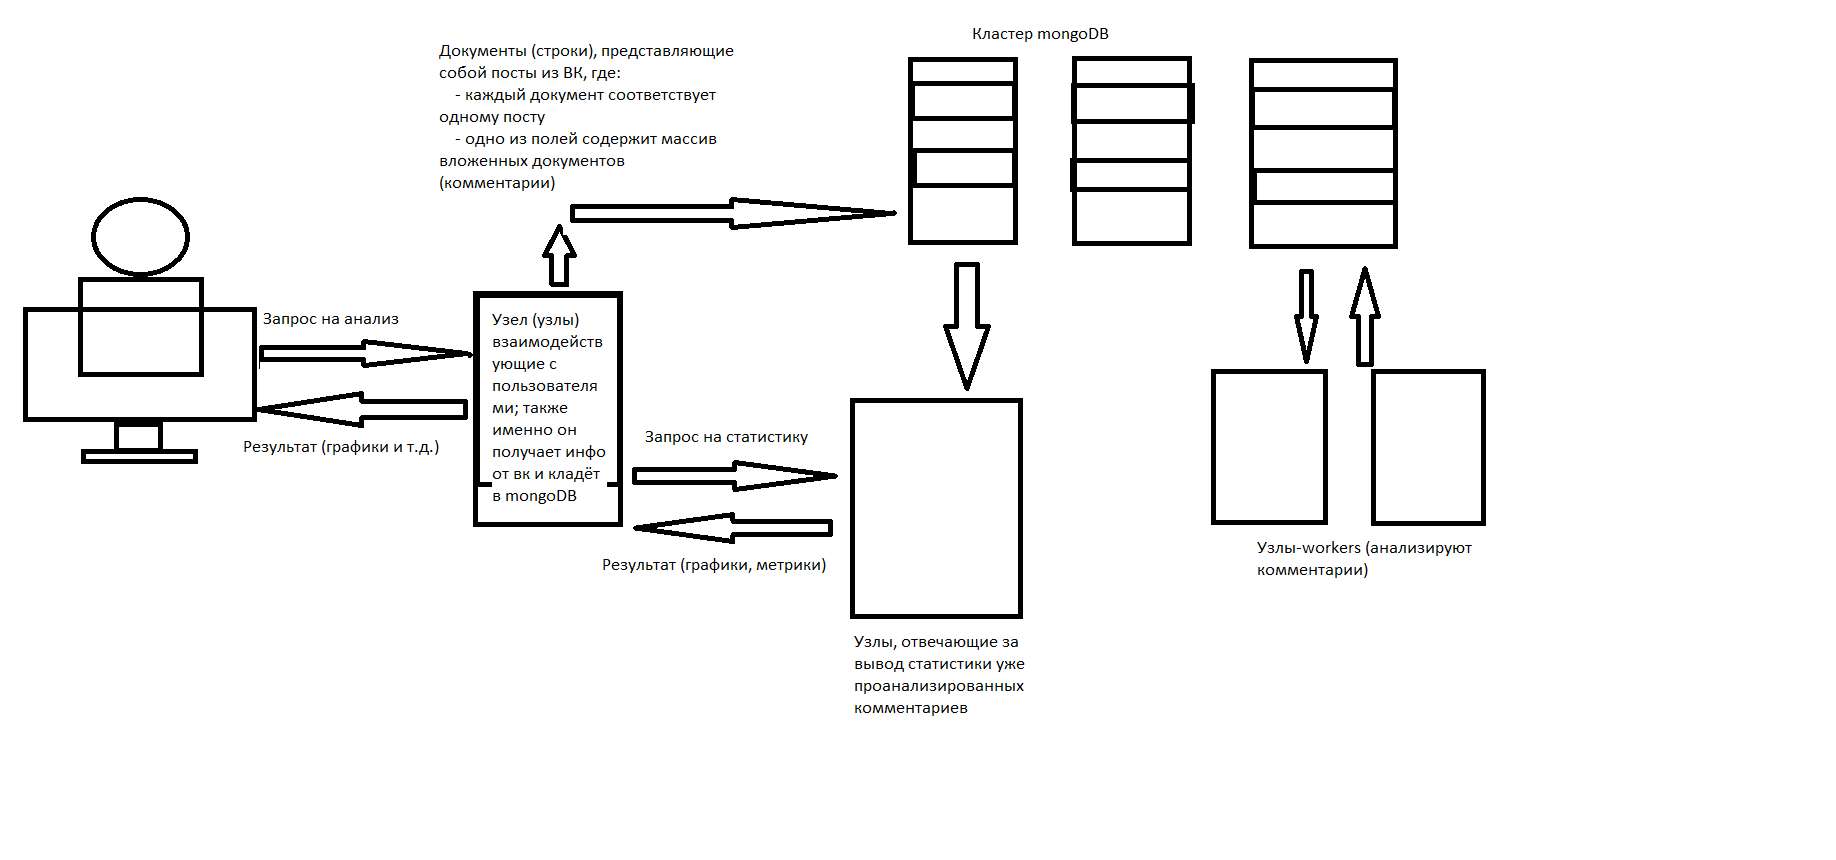 Кластер mongoDB
Документы (строки), представляющие
собой посты из ВК, где:
- каждый документ соответствует
одному посту
- одно из полей содержит массив
вложенных документов
(комментарии)
Запрос на анализ
Результат (графики и т.д.)
Узел (узлы)
взаимодейств
ующие с
пользователя
ми; также
именно он
получает инфо
от вк и кладёт
в mongoDB
Запрос на статистику
Результат (графики, метрики)
Узлы, отвечающие за
вывод статистики уже
проанализированных
комментариев
Узлы-workers (анализируют
комментарии)